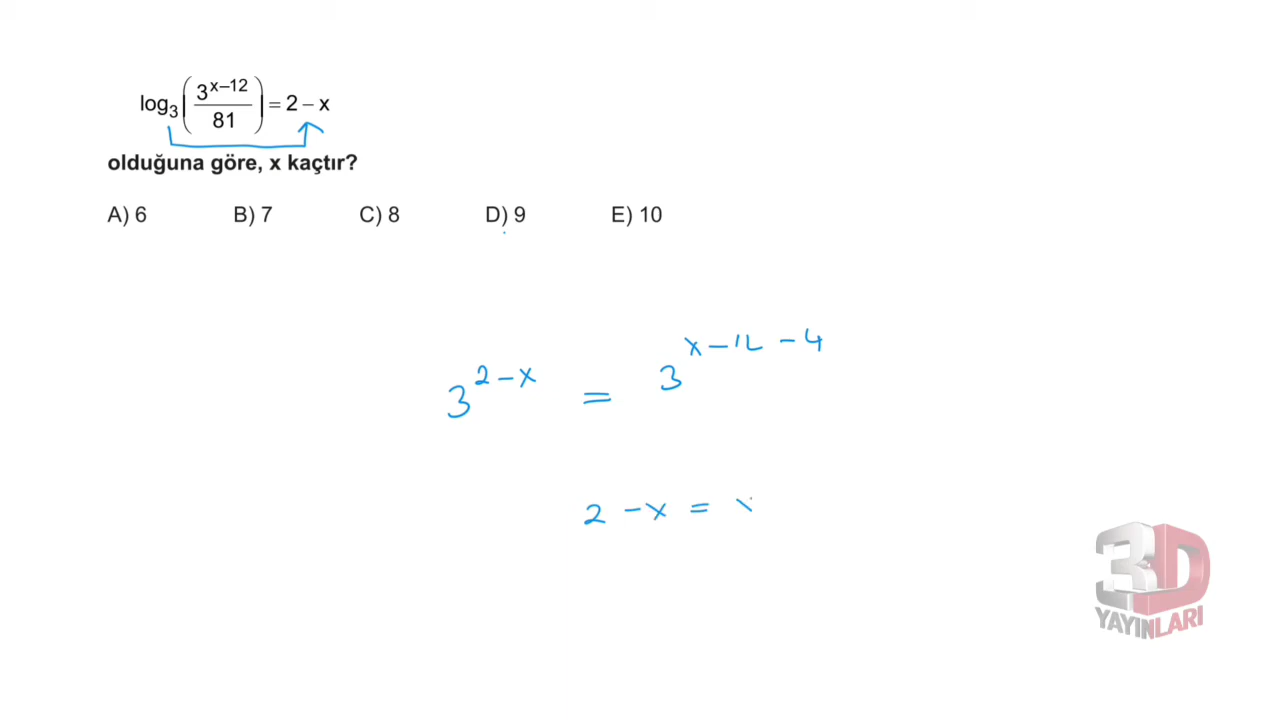 log₃(3^(x–12)/81) = 2 – x
olduğuna göre, x kaçtır?
A) 6 B) 7 C) 8 D) 9 E) 10
3^(2–x) = 3^(x–12–4)
2 – x = x
3D
YAYINLARI